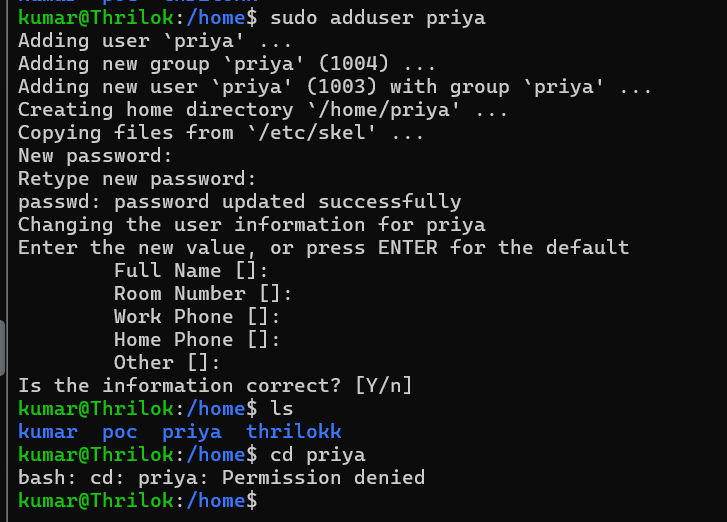 kumar@Thrilok:/home$ sudo adduser priya
Adding user `priya' ...
Adding new group `priya' (1004) ...
Adding new user `priya' (1003) with group `priya' ...
Creating home directory `/home/priya' ...
Copying files from `/etc/skel' ...
New password:
Retype new password:
passwd: password updated successfully
Changing the user information for priya
Enter the new value, or press ENTER for the default
        Full Name []:
        Room Number []:
        Work Phone []:
        Home Phone []:
        Other []:
Is the information correct? [Y/n]
kumar@Thrilok:/home$ ls
kumar  poc  priya  thrilokk
kumar@Thrilok:/home$ cd priya
bash: cd: priya: Permission denied
kumar@Thrilok:/home$